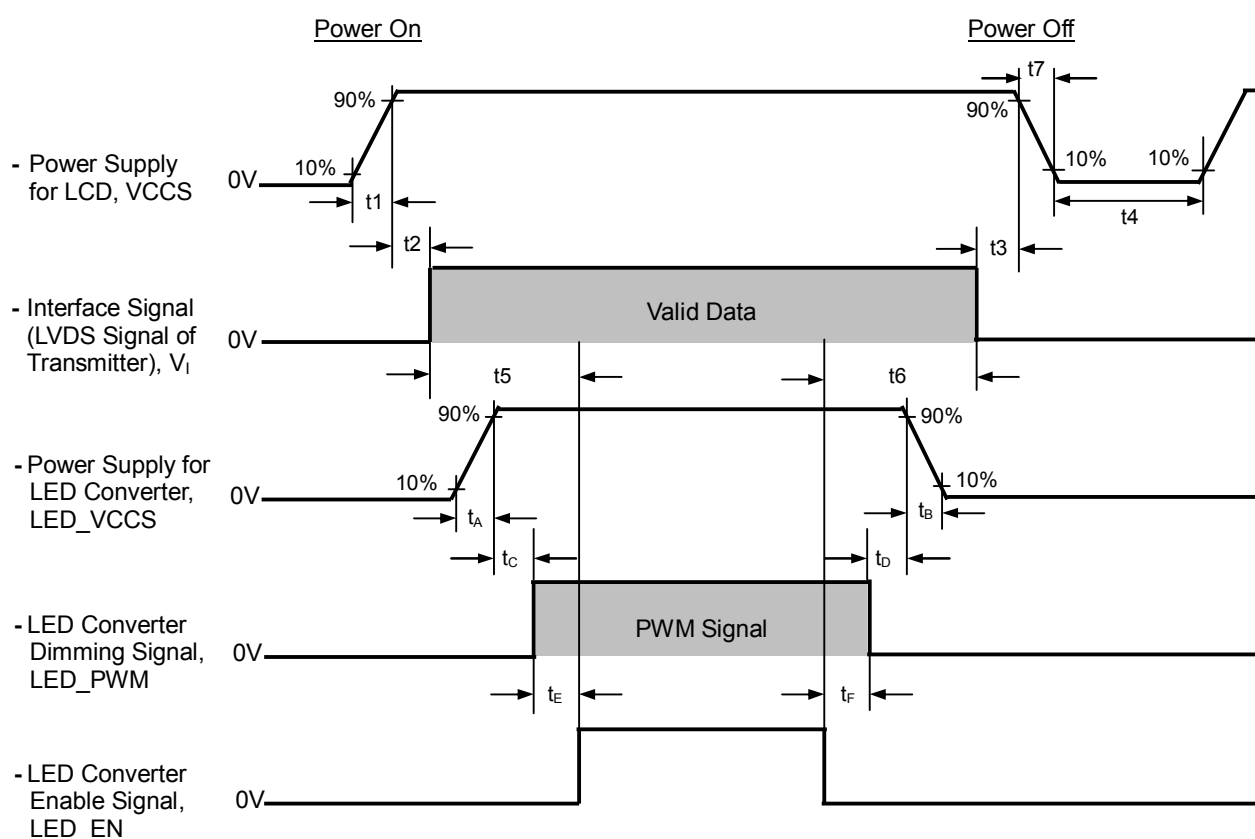 Power On
Power Off
t7
90%
90%
- Power Supply
for LCD, VCCS
0V
10%
10%
10%
t1
t4
t2
t3
- Interface Signal
(LVDS Signal of
Transmitter), VI
0V
Valid Data
t5
t6
90%
90%
- Power Supply for
LED Converter,
LED_VCCS
0V
10%
10%
tA
tB
tC
tD
- LED Converter
Dimming Signal,
LED_PWM
0V
PWM Signal
tE
tF
- LED Converter
Enable Signal,
LED_EN
0V